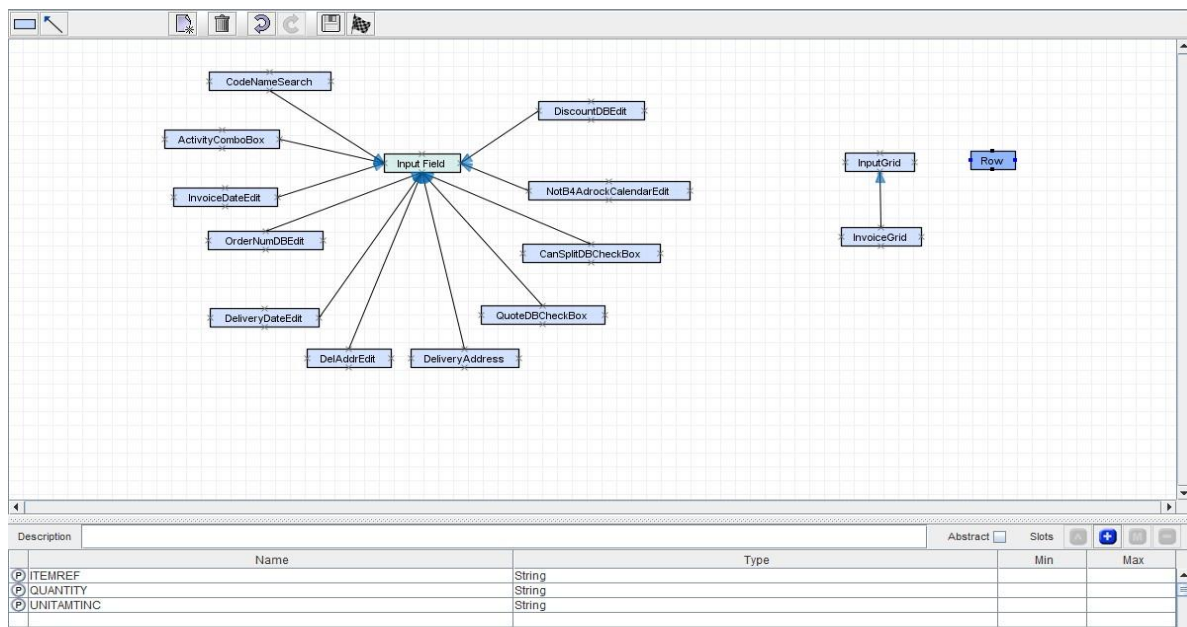 CodeNameSearch
DiscountDBEdit
ActivityComboBox
Input Field
InputGrid
Row
NotB4AdrockCalendarEdit
InvoiceDateEdit
OrderNumDBEdit
InvoiceGrid
CanSplitDBCheckBox
DeliveryDateEdit
QuoteDBCheckBox
DelAddrEdit
DeliveryAddress
Description Abstract Slots A M
Name Type Min Max
P ITEMREF String
P QUANTITY String
P UNITAMTINC String